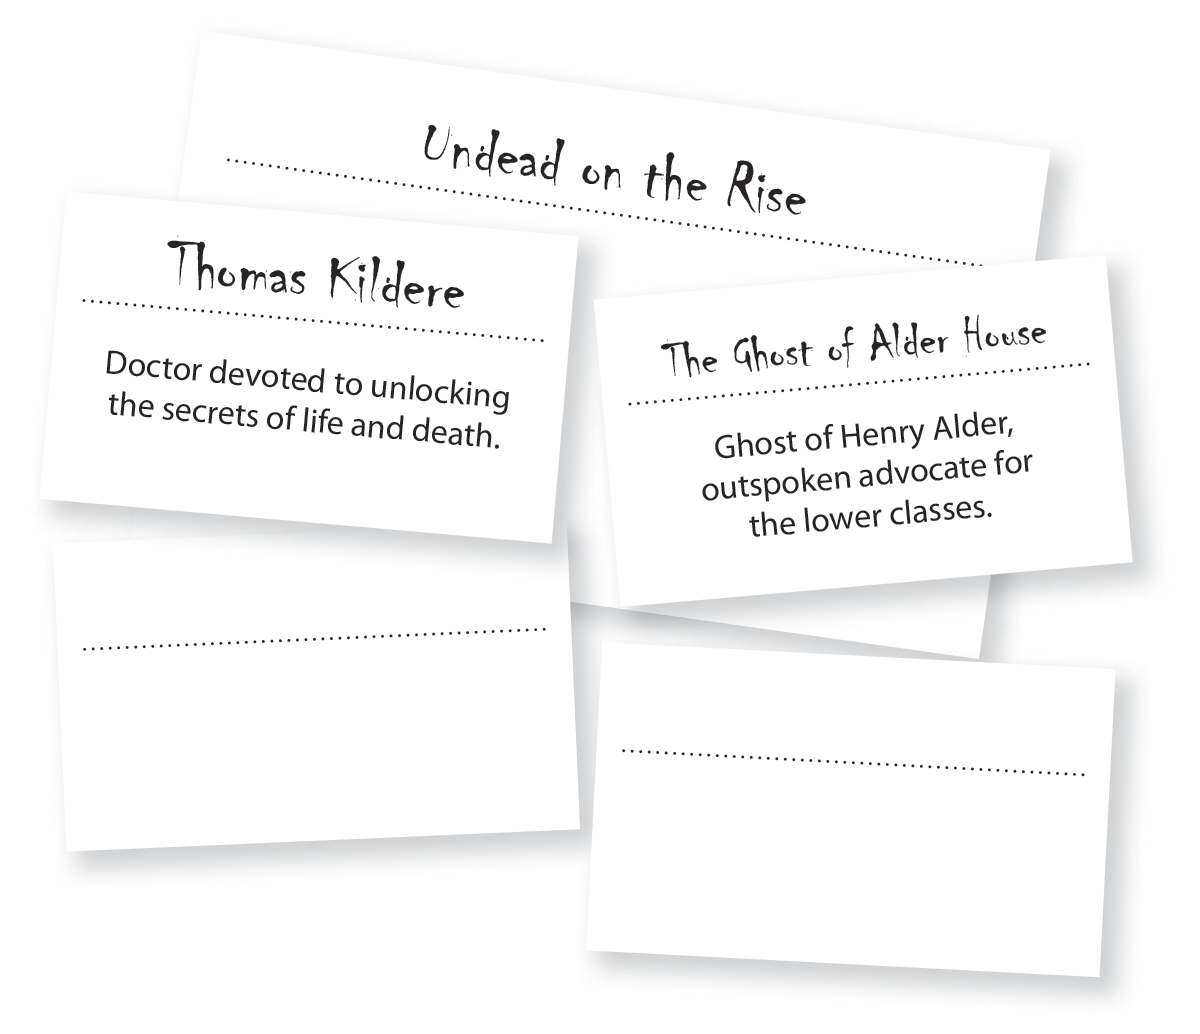 Undead on the Rise
Thomas Kildere
Doctor devoted to unlocking
the secrets of life and death.
The Ghost of Alder House
Ghost of Henry Alder,
outspoken advocate for
the lower classes.